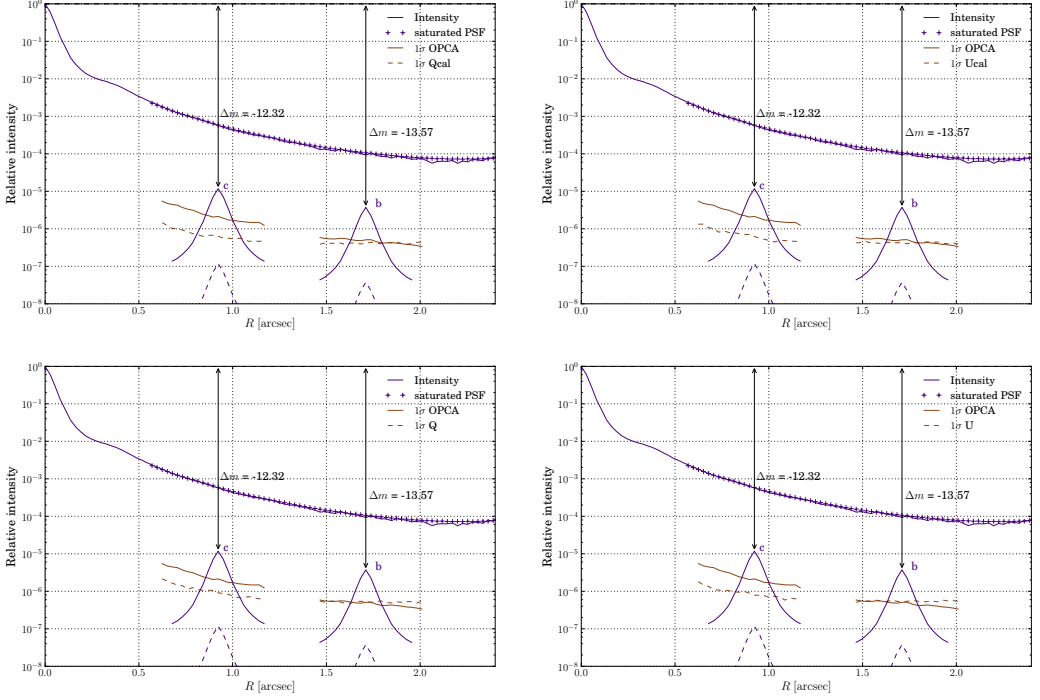 10⁰
10⁻¹
10⁻²
10⁻³
10⁻⁴
10⁻⁵
10⁻⁶
10⁻⁷
10⁻⁸
Relative intensity
Intensity
saturated PSF
1σ OPCA
1σ Qcal
Δm = -12.32
Δm = -13.57
c
b
0.0 0.5 1.0 1.5 2.0
R [arcsec]
10⁰
10⁻¹
10⁻²
10⁻³
10⁻⁴
10⁻⁵
10⁻⁶
10⁻⁷
10⁻⁸
Relative intensity
Intensity
saturated PSF
1σ OPCA
1σ Ucal
Δm = -12.32
Δm = -13.57
c
b
0.0 0.5 1.0 1.5 2.0
R [arcsec]
10⁰
10⁻¹
10⁻²
10⁻³
10⁻⁴
10⁻⁵
10⁻⁶
10⁻⁷
10⁻⁸
Relative intensity
Intensity
saturated PSF
1σ OPCA
1σ Q
Δm = -12.32
Δm = -13.57
c
b
0.0 0.5 1.0 1.5 2.0
R [arcsec]
10⁰
10⁻¹
10⁻²
10⁻³
10⁻⁴
10⁻⁵
10⁻⁶
10⁻⁷
10⁻⁸
Relative intensity
Intensity
saturated PSF
1σ OPCA
1σ U
Δm = -12.32
Δm = -13.57
c
b
0.0 0.5 1.0 1.5 2.0
R [arcsec]